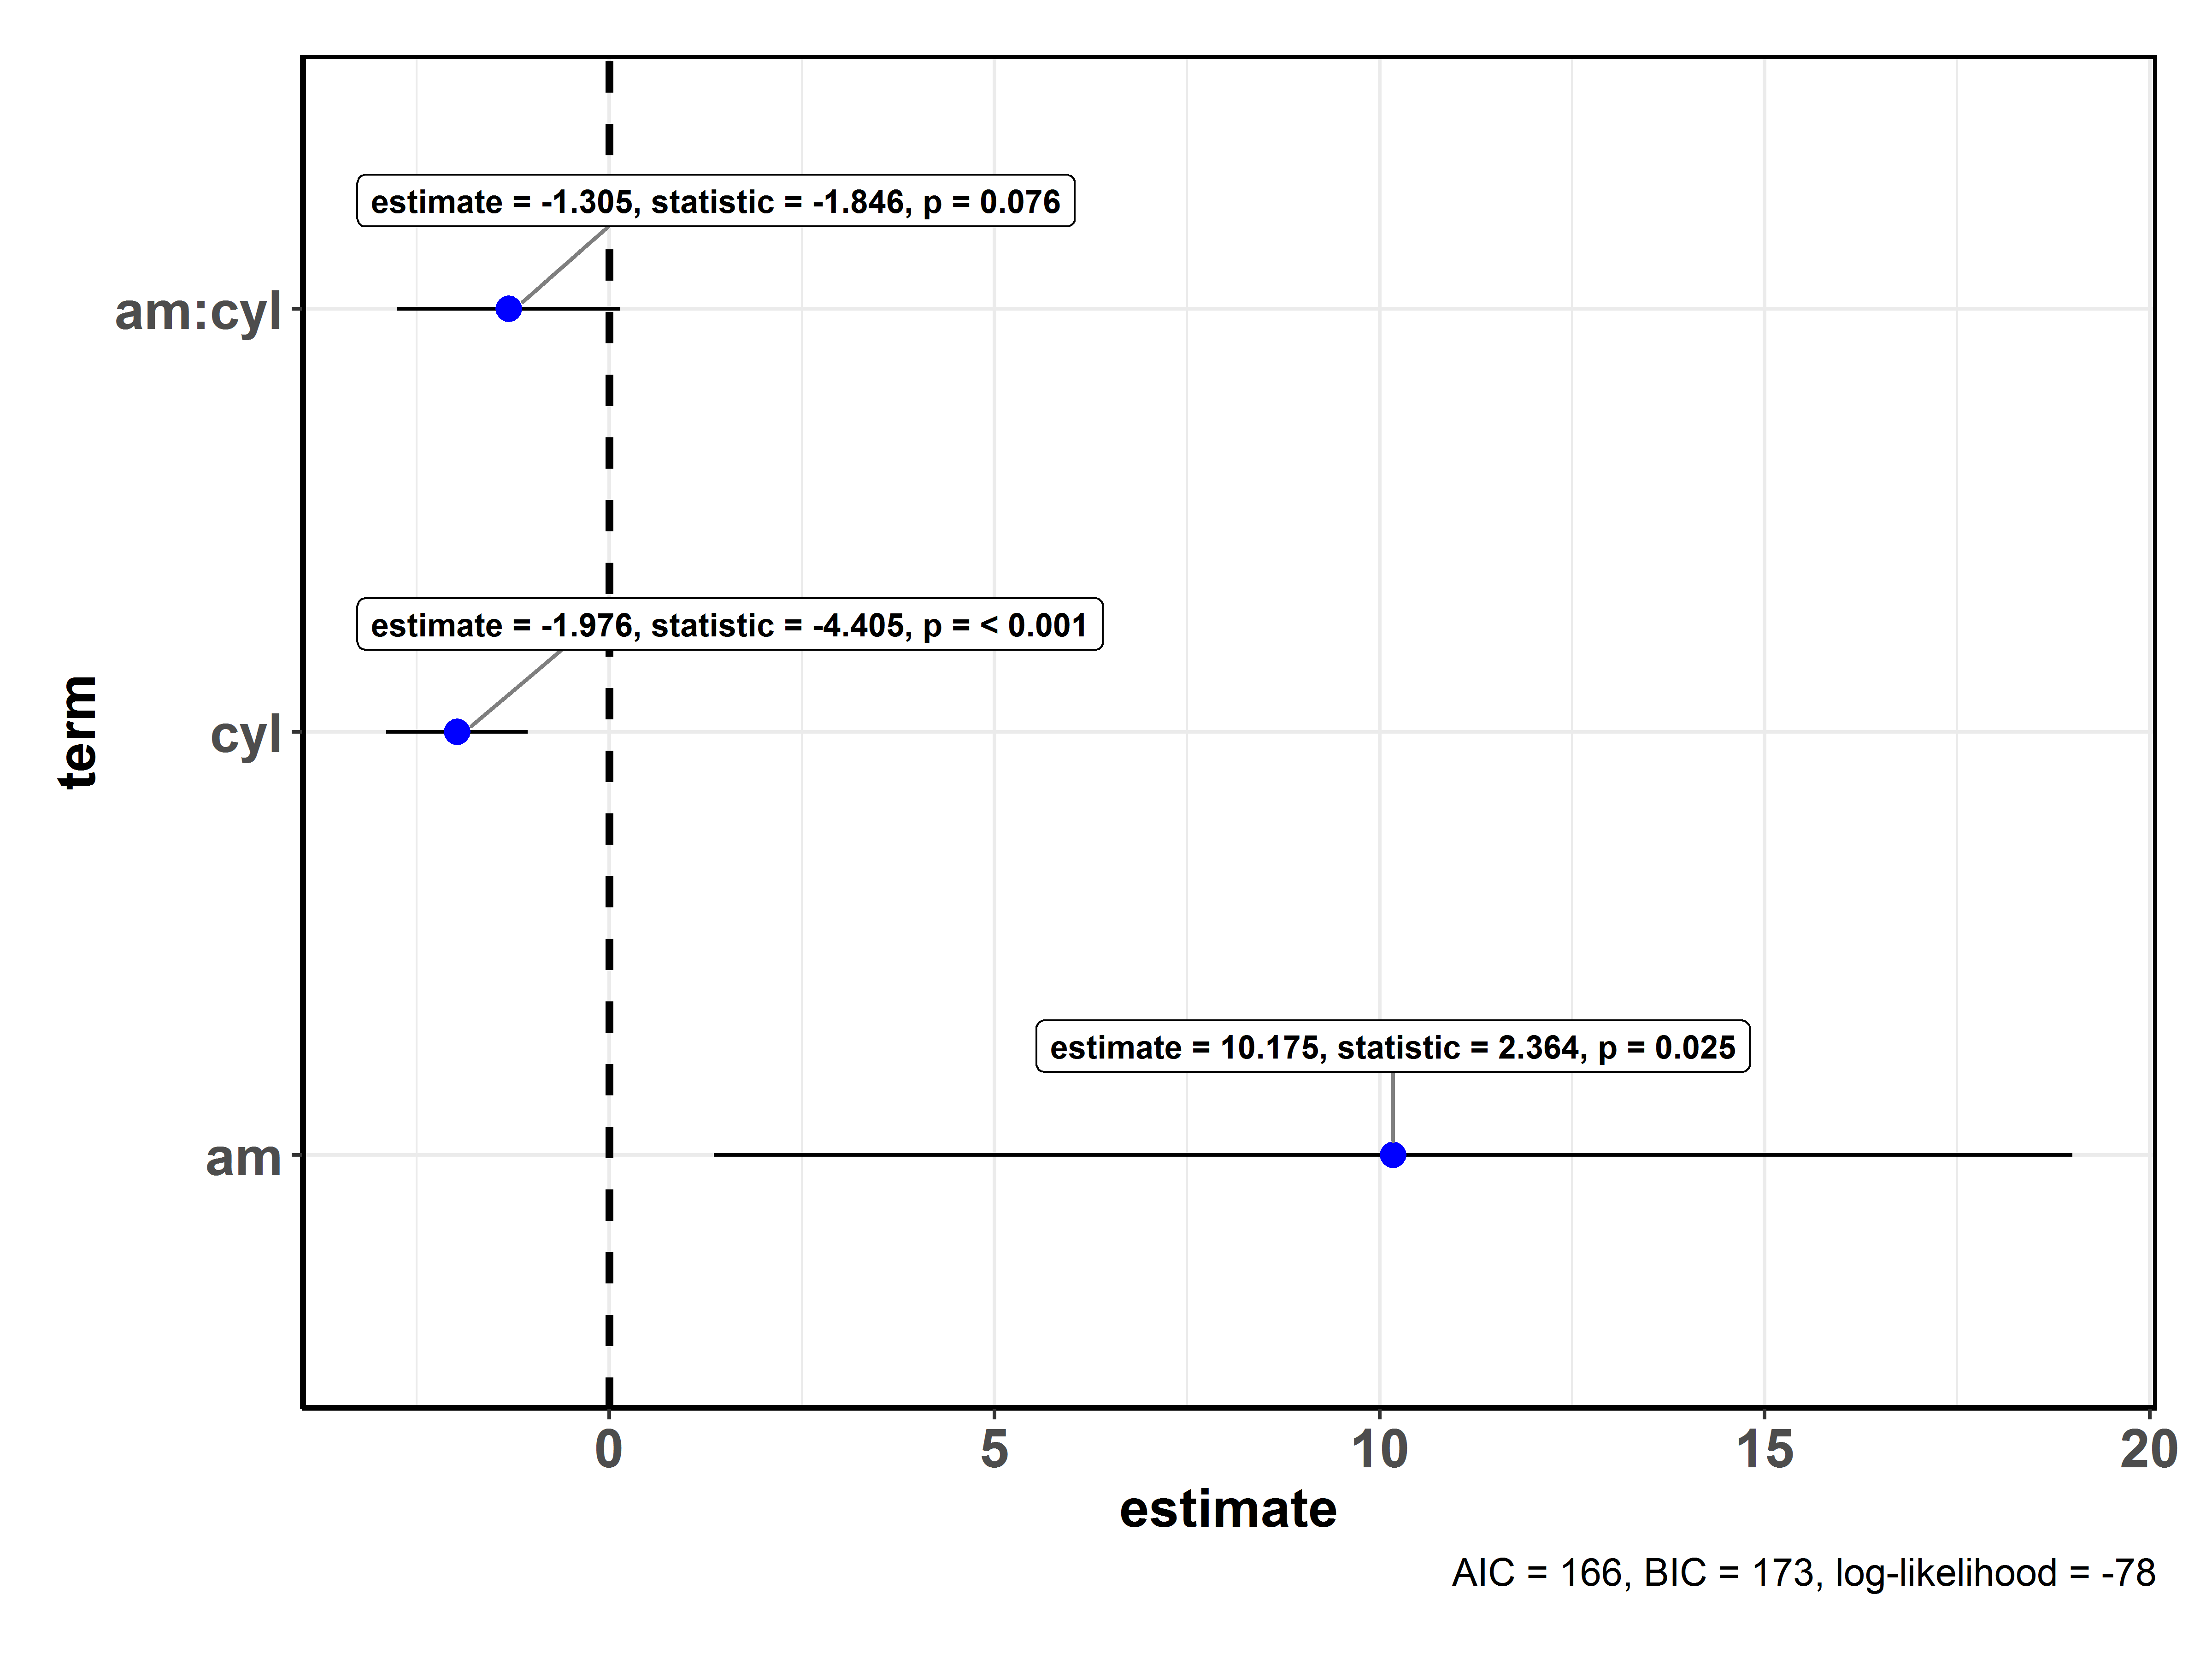 estimate = -1.305, statistic = -1.846, p = 0.076
am:cyl
estimate = -1.976, statistic = -4.405, p = < 0.001
cyl
term
estimate = 10.175, statistic = 2.364, p = 0.025
am
0 5 10 15 20
estimate
AIC = 166, BIC = 173, log-likelihood = -78